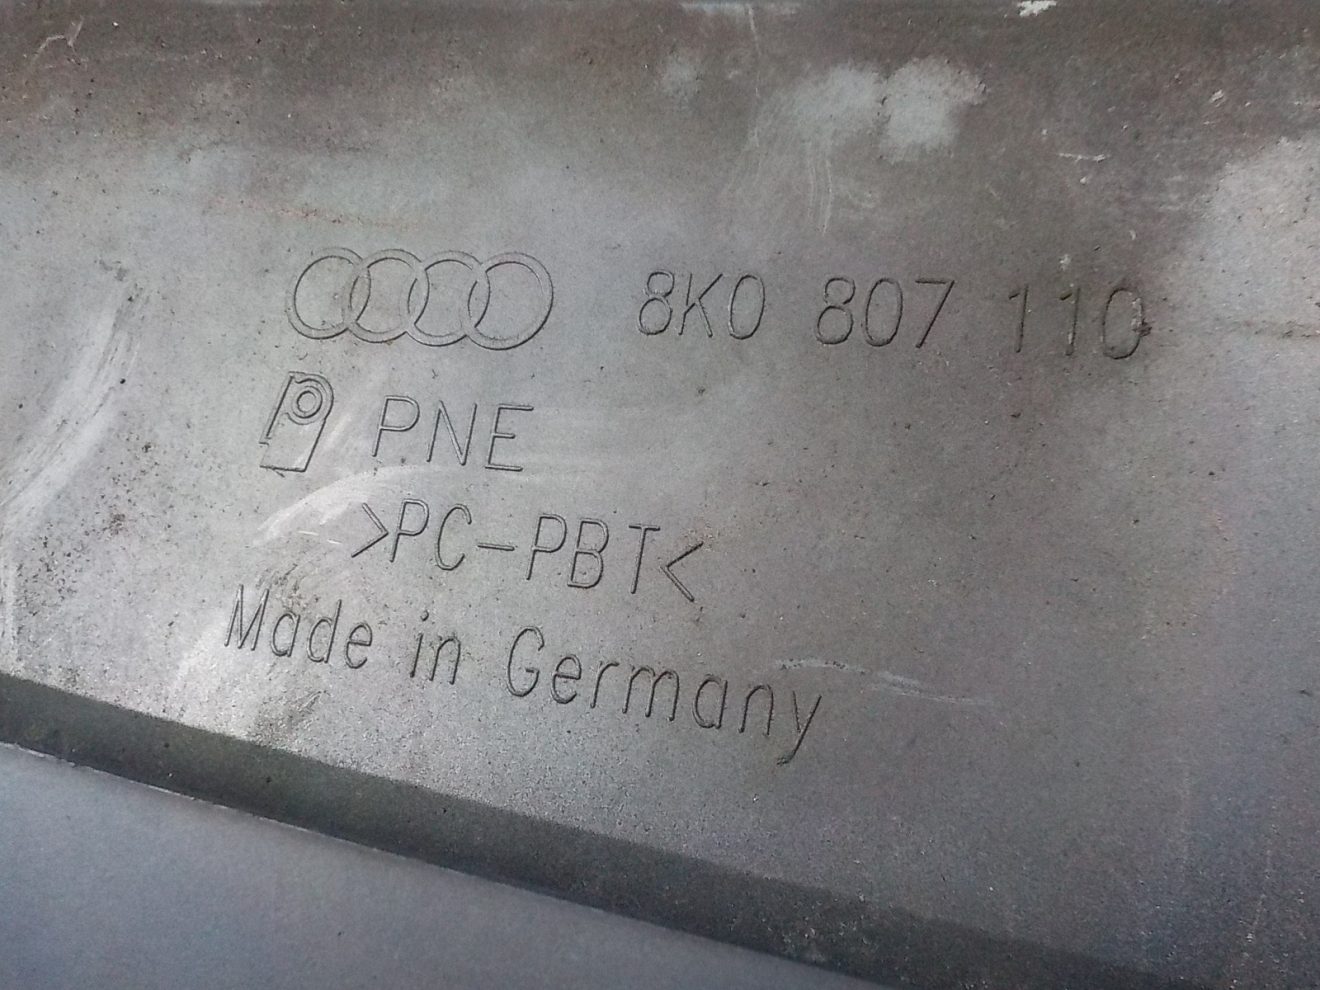 8K0 807 110
PNE
>PC-PBT<
Made in Germany